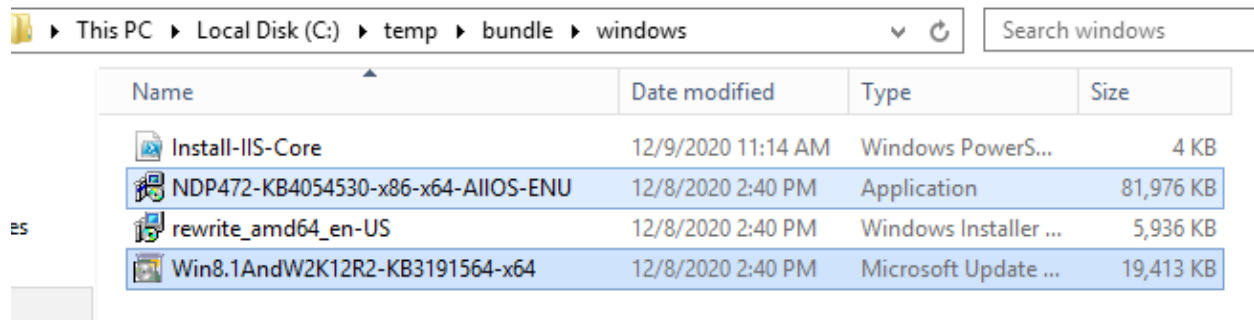 This PC Local Disk (C:) temp bundle windows Search windows
Name Date modified Type Size
Install-IIS-Core 12/9/2020 11:14 AM Windows PowerS... 4 KB
NDP472-KB4054530-x86-x64-AllOS-ENU 12/8/2020 2:40 PM Application 81,976 KB
es rewrite_amd64_en-US 12/8/2020 2:40 PM Windows Installer ... 5,936 KB
Win8.1AndW2K12R2-KB3191564-x64 12/8/2020 2:40 PM Microsoft Update ... 19,413 KB